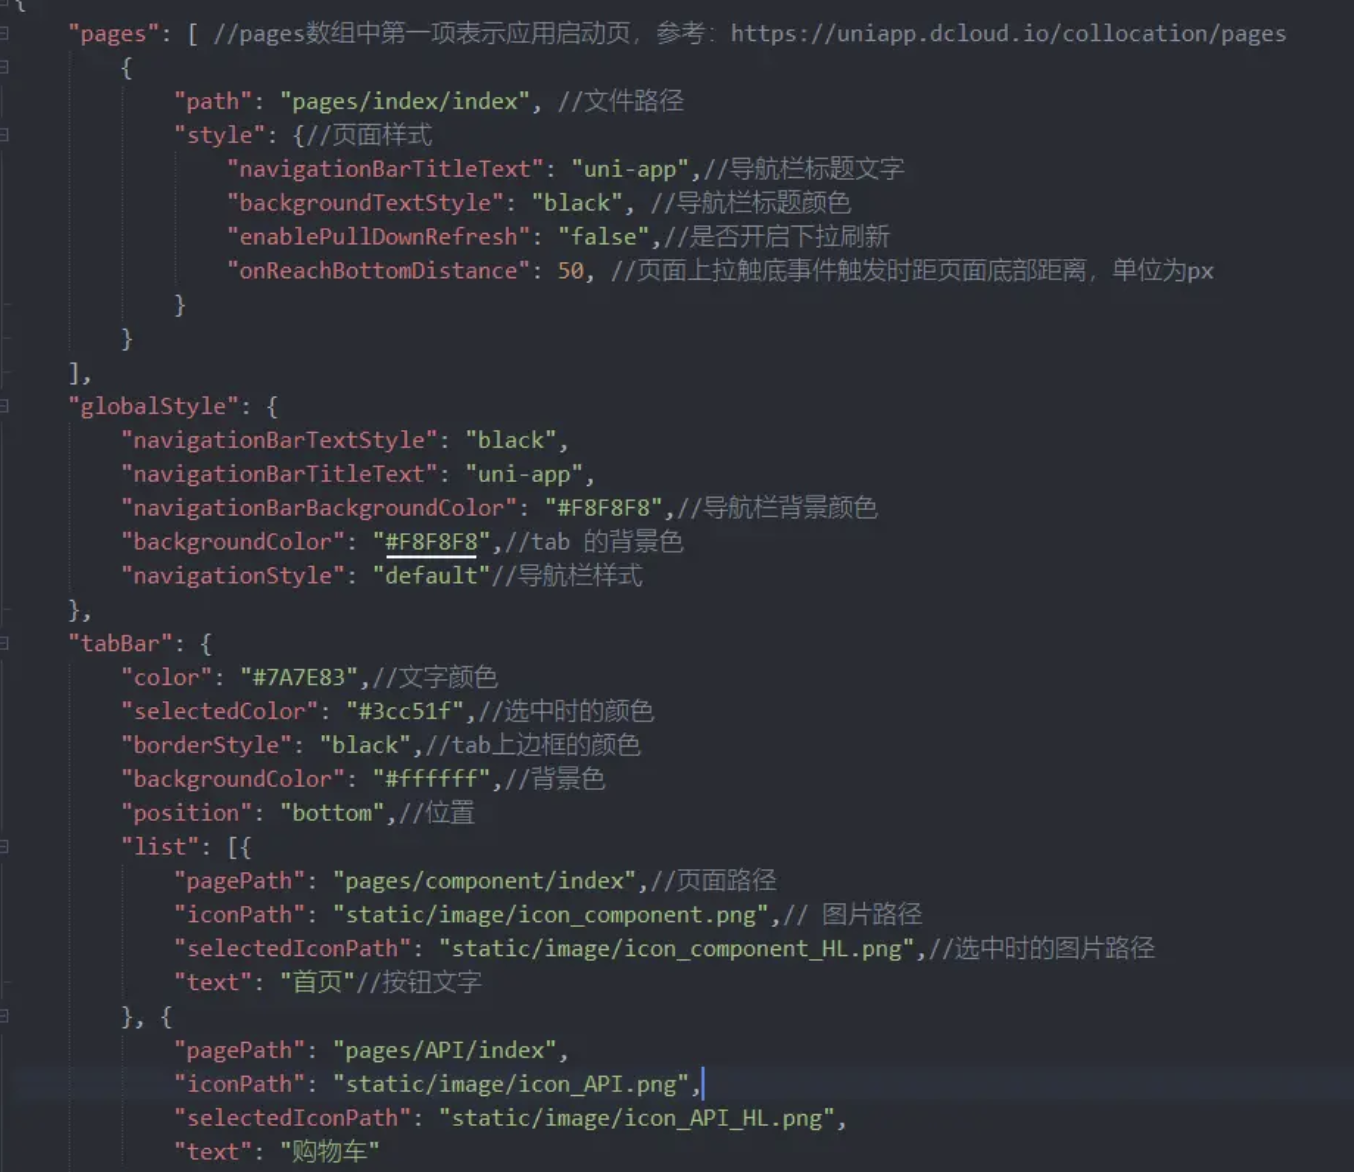 {
"pages": [ //pages数组中第一项表示应用启动页，参考：https://uniapp.dcloud.io/collocation/pages
{
"path": "pages/index/index", //文件路径
"style": {//页面样式
"navigationBarTitleText": "uni-app",//导航栏标题文字
"backgroundTextStyle": "black", //导航栏标题颜色
"enablePullDownRefresh": "false",//是否开启下拉刷新
"onReachBottomDistance": 50, //页面上拉触底事件触发时距页面底部距离，单位为px
}
}
],
"globalStyle": {
"navigationBarTextStyle": "black",
"navigationBarTitleText": "uni-app",
"navigationBarBackgroundColor": "#F8F8F8",//导航栏背景颜色
"backgroundColor": "#F8F8F8",//tab 的背景色
"navigationStyle": "default"//导航栏样式
},
"tabBar": {
"color": "#7A7E83",//文字颜色
"selectedColor": "#3cc51f",//选中时的颜色
"borderStyle": "black",//tab上边框的颜色
"backgroundColor": "#ffffff",//背景色
"position": "bottom",//位置
"list": [{
"pagePath": "pages/component/index",//页面路径
"iconPath": "static/image/icon_component.png",// 图片路径
"selectedIconPath": "static/image/icon_component_HL.png",//选中时的图片路径
"text": "首页"//按钮文字
}, {
"pagePath": "pages/API/index",
"iconPath": "static/image/icon_API.png",
"selectedIconPath": "static/image/icon_API_HL.png",
"text": "购物车"